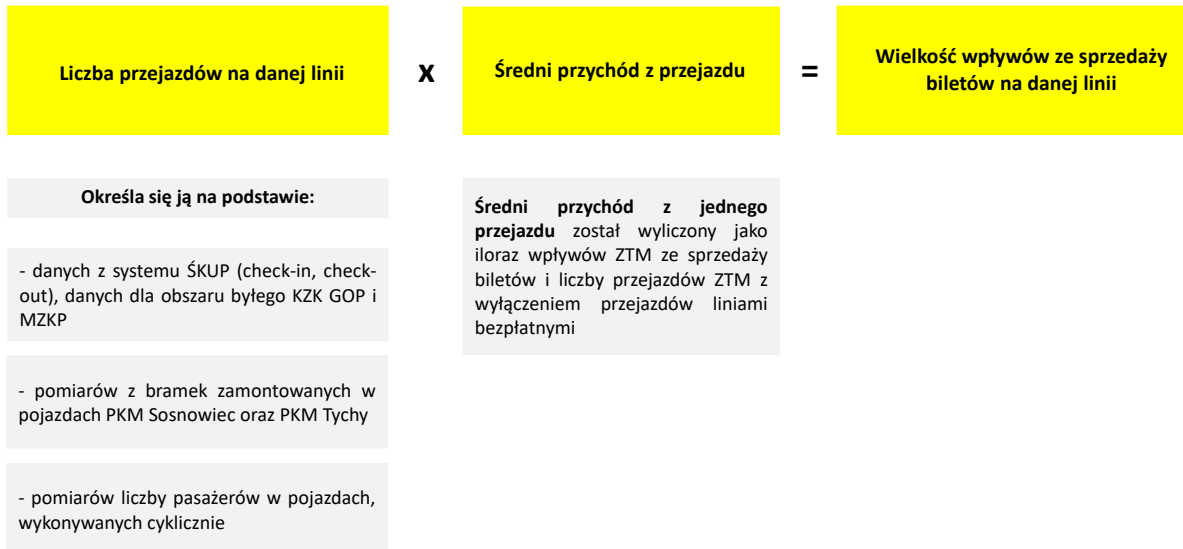 Liczba przejazdów na danej linii
x
Średni przychód z przejazdu
=
Wielkość wpływów ze sprzedaży
biletów na danej linii
Określa się ją na podstawie:
- danych z systemu ŚKUP (check-in, check-
out), danych dla obszaru byłego KZK GOP i
MZKP
- pomiarów z bramek zamontowanych w
pojazdach PKM Sosnowiec oraz PKM Tychy
- pomiarów liczby pasażerów w pojazdach,
wykonywanych cyklicznie
Średni przychód z jednego
przejazdu został wyliczony jako
iloraz wpływów ZTM ze sprzedaży
biletów i liczby przejazdów ZTM z
wyłączeniem przejazdów liniami
bezpłatnymi